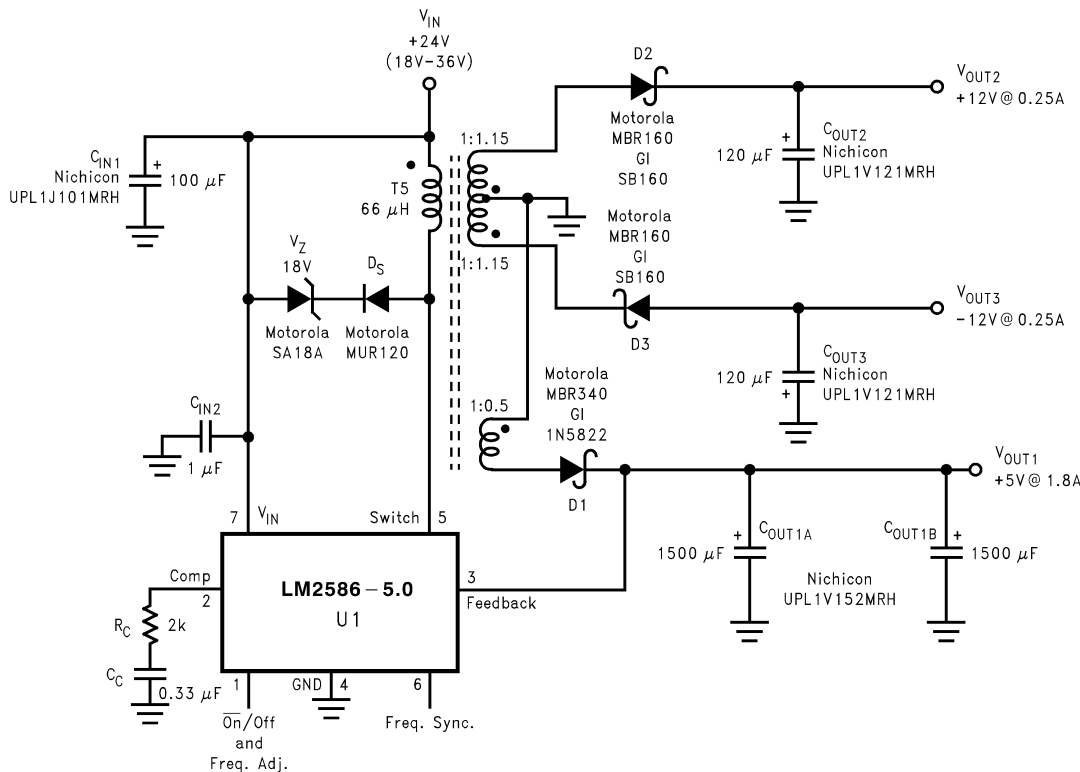 V_IN
+24V
(18V-36V)
D2
V_OUT2
+12V@ 0.25A
Motorola
MBR160
GI
SB160
1:1.15
C_IN1
Nichicon
UPL1J101MRH
+
100 μF
T5
66 μH
120 μF
+
C_OUT2
Nichicon
UPL1V121MRH
Motorola
MBR160
GI
SB160
1:1.15
V_Z
18V
D_S
Motorola
SA18A
Motorola
MUR120
V_OUT3
-12V@ 0.25A
D3
120 μF
+
C_OUT3
Nichicon
UPL1V121MRH
Motorola
MBR340
GI
1N5822
1:0.5
C_IN2
1 μF
D1
V_OUT1
+5V@ 1.8A
7
V_IN
Switch
5
+
C_OUT1A
1500 μF
C_OUT1B
+
1500 μF
Nichicon
UPL1V152MRH
Comp
2
LM2586–5.0
U1
3
Feedback
R_C
2k
C_C
0.33 μF
1
GND
4
6
O̅n̅/Off
and
Freq. Adj.
Freq. Sync.